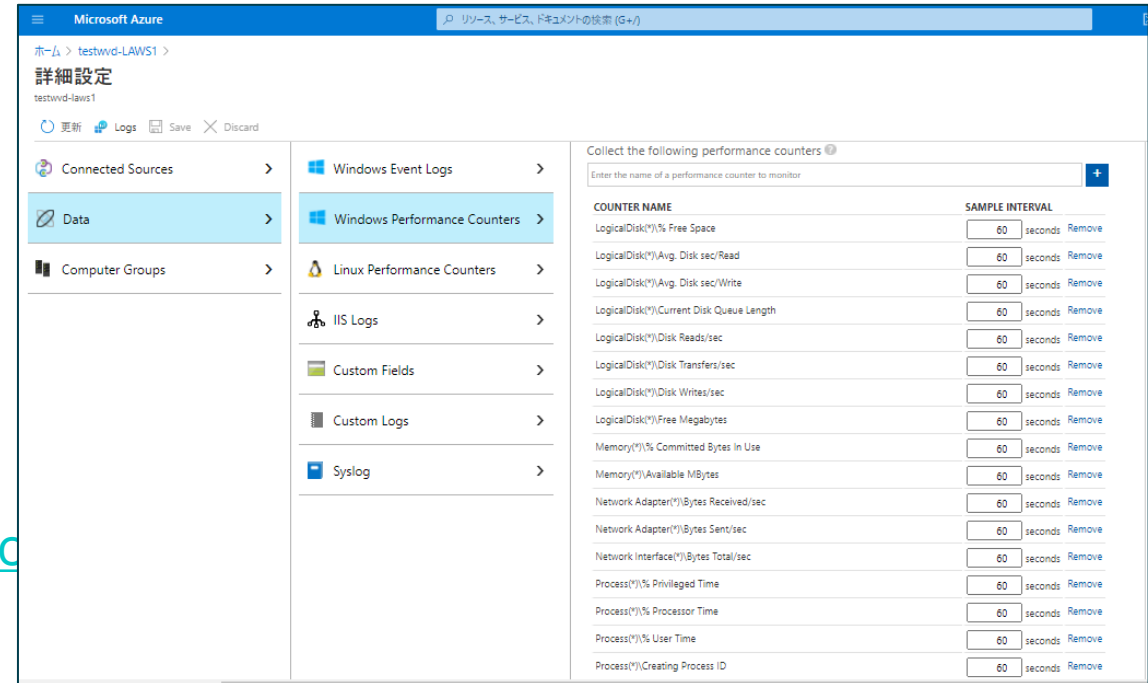 Microsoft Azure
リソース、サービス、ドキュメントの検索 (G+/)
ホーム > testwvd-LAWS1 >
詳細設定
testwvd-laws1
更新 Logs Save Discard
Connected Sources
Data
Computer Groups
Windows Event Logs
Windows Performance Counters
Linux Performance Counters
IIS Logs
Custom Fields
Custom Logs
Syslog
Collect the following performance counters
Enter the name of a performance counter to monitor
COUNTER NAME SAMPLE INTERVAL
LogicalDisk(*)\% Free Space 60 seconds Remove
LogicalDisk(*)\Avg. Disk sec/Read 60 seconds Remove
LogicalDisk(*)\Avg. Disk sec/Write 60 seconds Remove
LogicalDisk(*)\Current Disk Queue Length 60 seconds Remove
LogicalDisk(*)\Disk Reads/sec 60 seconds Remove
LogicalDisk(*)\Disk Transfers/sec 60 seconds Remove
LogicalDisk(*)\Disk Writes/sec 60 seconds Remove
LogicalDisk(*)\Free Megabytes 60 seconds Remove
Memory(*)\% Committed Bytes In Use 60 seconds Remove
Memory(*)\Available MBytes 60 seconds Remove
Network Adapter(*)\Bytes Received/sec 60 seconds Remove
Network Adapter(*)\Bytes Sent/sec 60 seconds Remove
Network Interface(*)\Bytes Total/sec 60 seconds Remove
Process(*)\% Privileged Time 60 seconds Remove
Process(*)\% Processor Time 60 seconds Remove
Process(*)\% User Time 60 seconds Remove
Process(*)\Creating Process ID 60 seconds Remove